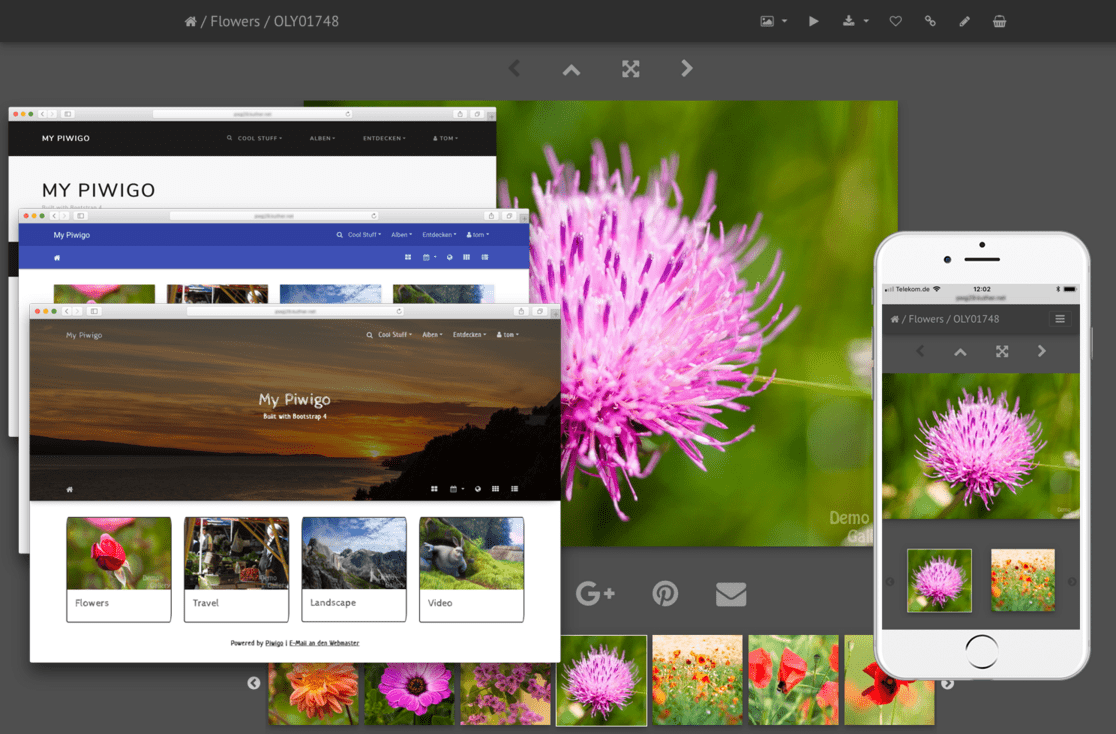 / Flowers / OLY01748
MY PIWIGO
COOL STUFF
ALBEN
ENTDECKEN
TOM
MY PIWIGO
Built with Bootstrap 4
My Piwigo
Cool Stuff
Alben
Entdecken
tom
My Piwigo
Cool Stuff
Alben
Entdecken
tom
My Piwigo
Built with Bootstrap 4
Flowers
Travel
Landscape
Video
Powered by Piwigo | E-Mail an den Webmaster
Demo
Gall
G+
Telekom.de
12:02
/ Flowers / OLY01748
Demo